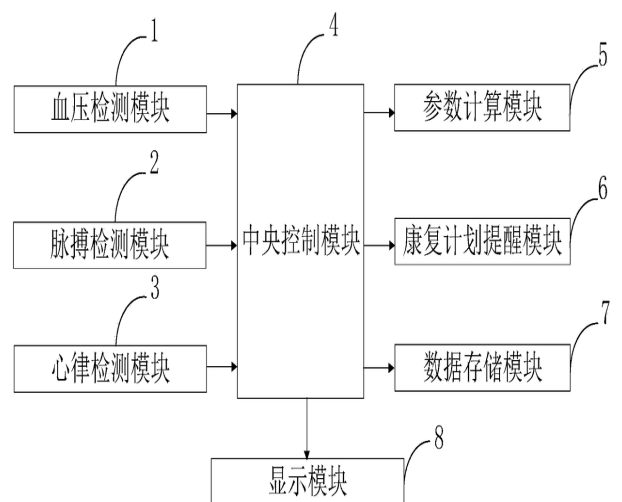 1
血压检测模块
2
脉搏检测模块
3
心律检测模块
4
中央控制模块
5
参数计算模块
6
康复计划提醒模块
7
数据存储模块
8
显示模块